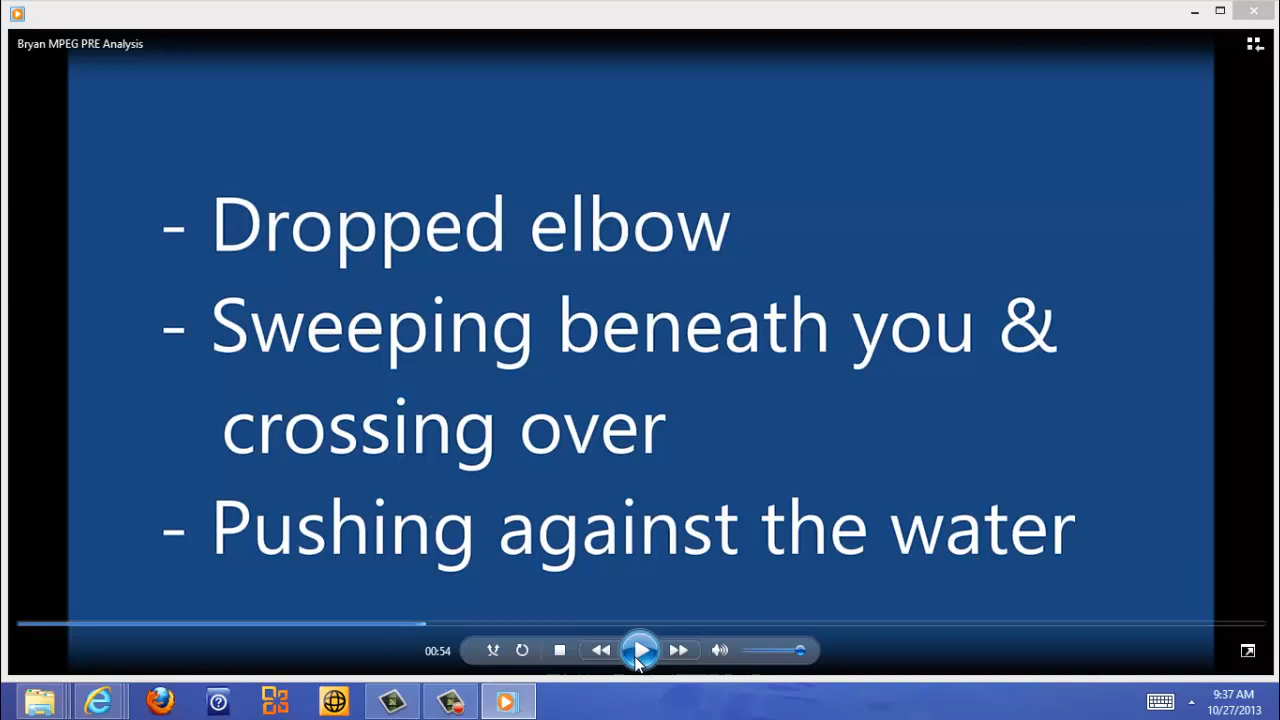 Bryan MPEG PRE Analysis
- Dropped elbow
- Sweeping beneath you &
crossing over
- Pushing against the water
00:54
9:37 AM
10/27/2013